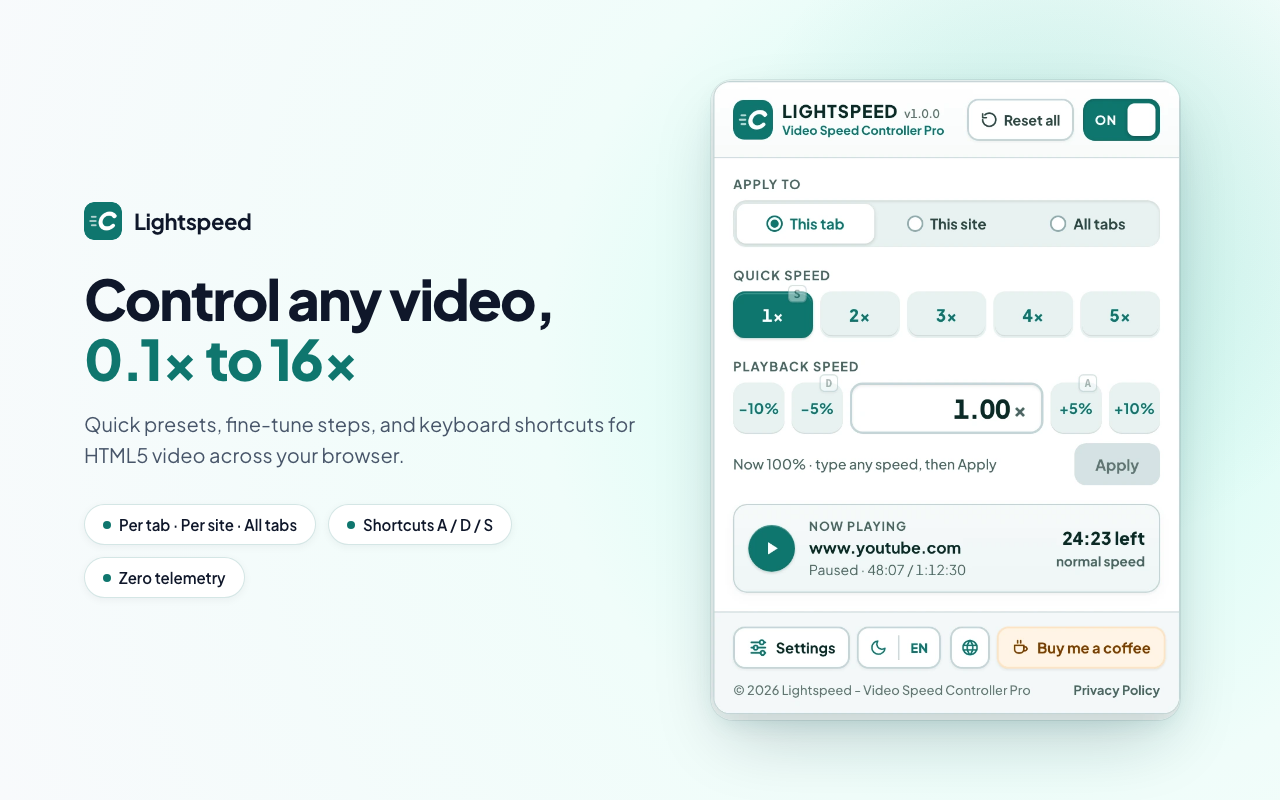 Lightspeed
Control any video,
0.1× to 16×
Quick presets, fine-tune steps, and keyboard shortcuts for
HTML5 video across your browser.
Per tab · Per site · All tabs
Shortcuts A / D / S
Zero telemetry
C
LIGHTSPEED v1.0.0
Video Speed Controller Pro
Reset all
ON
APPLY TO
This tab
This site
All tabs
QUICK SPEED
S
1× 2× 3× 4× 5×
PLAYBACK SPEED
D
A
−10% −5% 1.00 × +5% +10%
Now 100% · type any speed, then Apply
Apply
NOW PLAYING
www.youtube.com
Paused · 48:07 / 1:12:30
24:23 left
normal speed
Settings
EN
Buy me a coffee
© 2026 Lightspeed – Video Speed Controller Pro
Privacy Policy